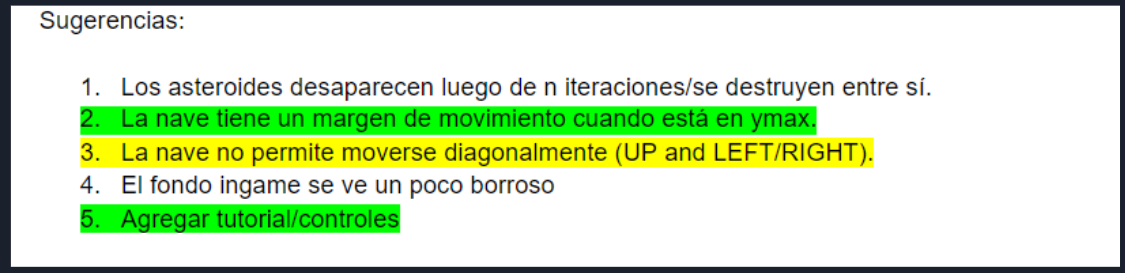 Sugerencias:
1. Los asteroides desaparecen luego de n iteraciones/se destruyen entre sí.
2. La nave tiene un margen de movimiento cuando está en ymax.
3. La nave no permite moverse diagonalmente (UP and LEFT/RIGHT).
4. El fondo ingame se ve un poco borroso
5. Agregar tutorial/controles